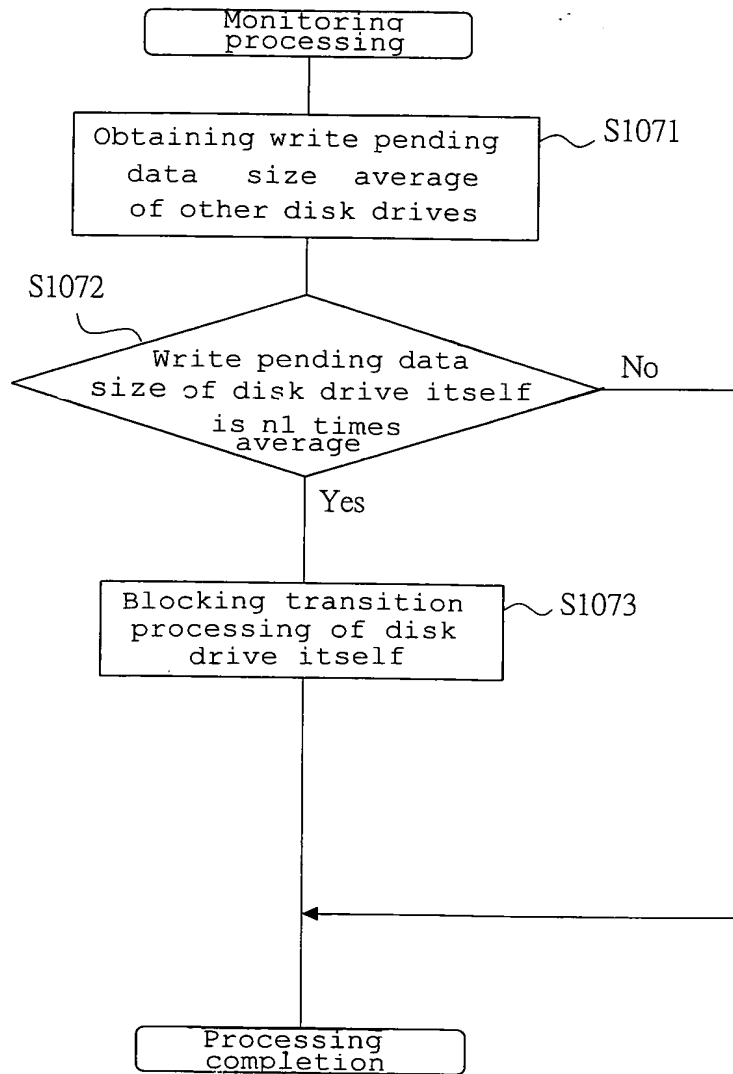 Monitoring
processing
Obtaining write pending
data size average
of other disk drives
S1071
S1072
Write pending data
size of disk drive itself
is n1 times
average
No
Yes
Blocking transition
processing of disk
drive itself
S1073
Processing
completion